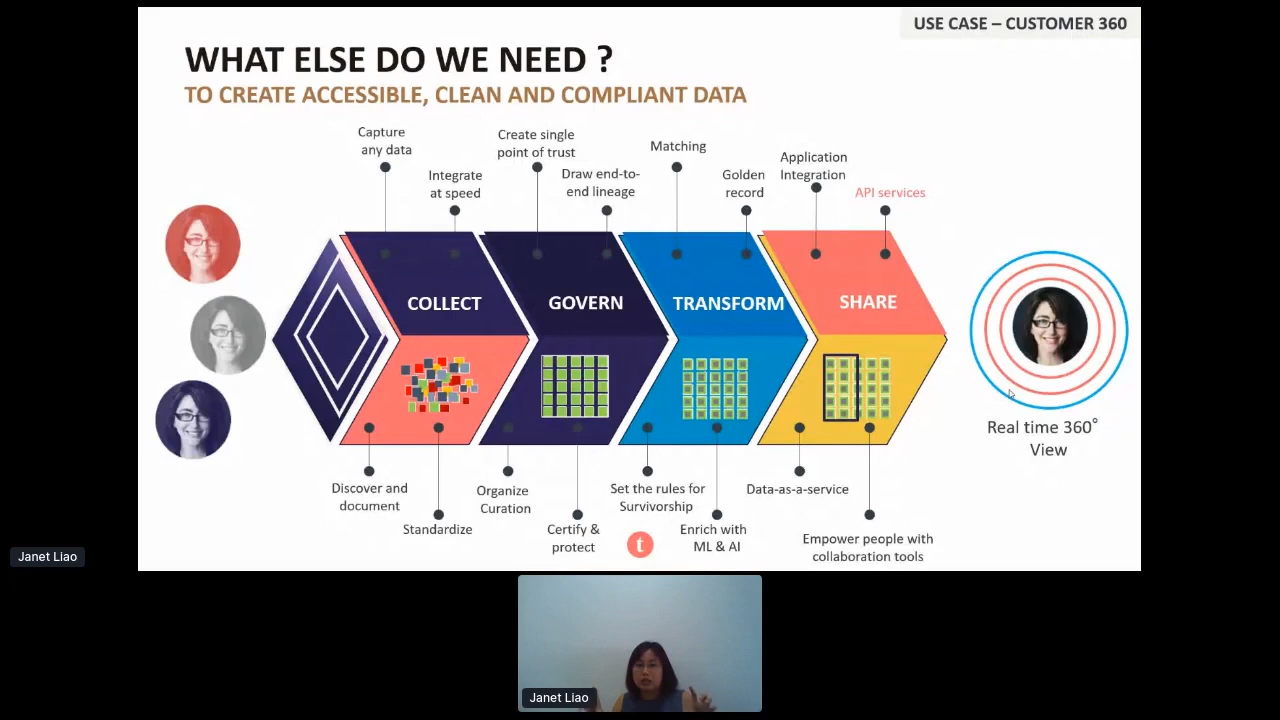 USE CASE – CUSTOMER 360
WHAT ELSE DO WE NEED ?
TO CREATE ACCESSIBLE, CLEAN AND COMPLIANT DATA
Capture
any data
Integrate
at speed
Create single
point of trust
Draw end-to-
end lineage
Matching
Golden
record
Application
Integration
API services
COLLECT
GOVERN
TRANSFORM
SHARE
Real time 360°
View
Discover and
document
Standardize
Organize
Curation
Certify &
protect
Set the rules for
Survivorship
Enrich with
ML & AI
Data-as-a-service
Empower people with
collaboration tools
t
Janet Liao
Janet Liao